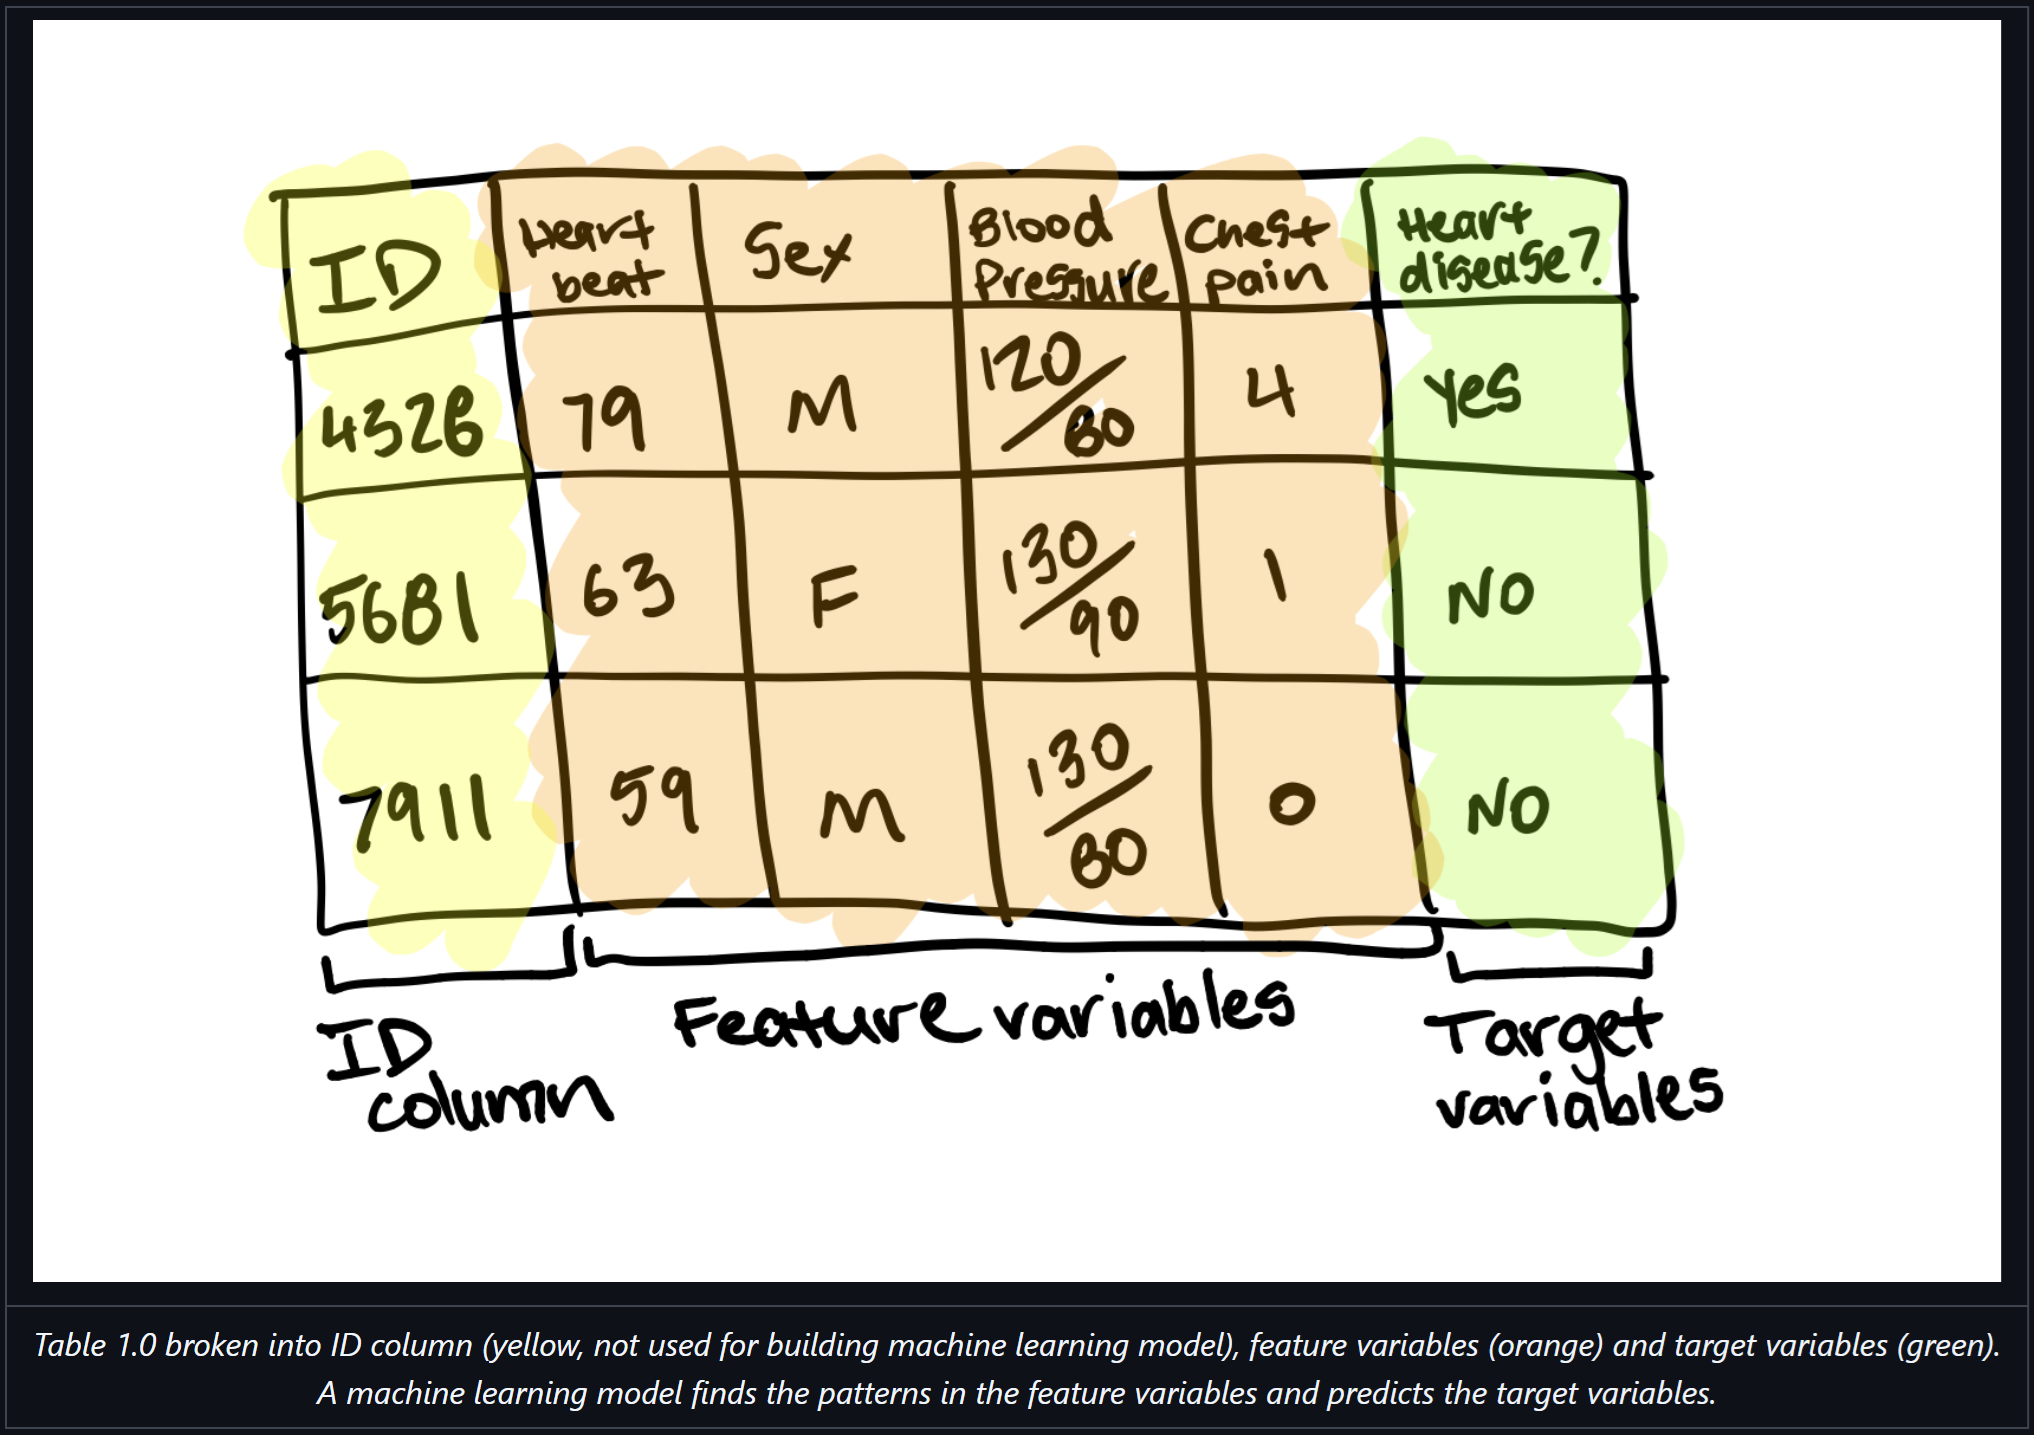 ID Heart beat Sex Blood Pressure Chest pain Heart disease?
4328 79 M 120/80 4 Yes
5681 63 F 130/90 1 NO
7911 59 M 130/80 0 NO
ID column Feature variables Target variables
Table 1.0 broken into ID column (yellow, not used for building machine learning model), feature variables (orange) and target variables (green).
A machine learning model finds the patterns in the feature variables and predicts the target variables.